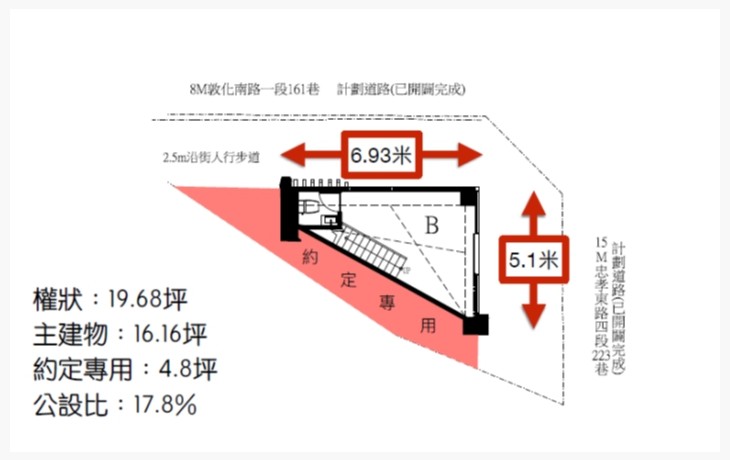 8M敦化南路一段161巷 計劃道路(已開闢完成)
2.5m沿街人行步道
6.93米
B
5.1米
約定專用
計劃道路(已開闢完成)
15M忠孝東路四段223巷
權狀：19.68坪
主建物：16.16坪
約定專用：4.8坪
公設比：17.8%